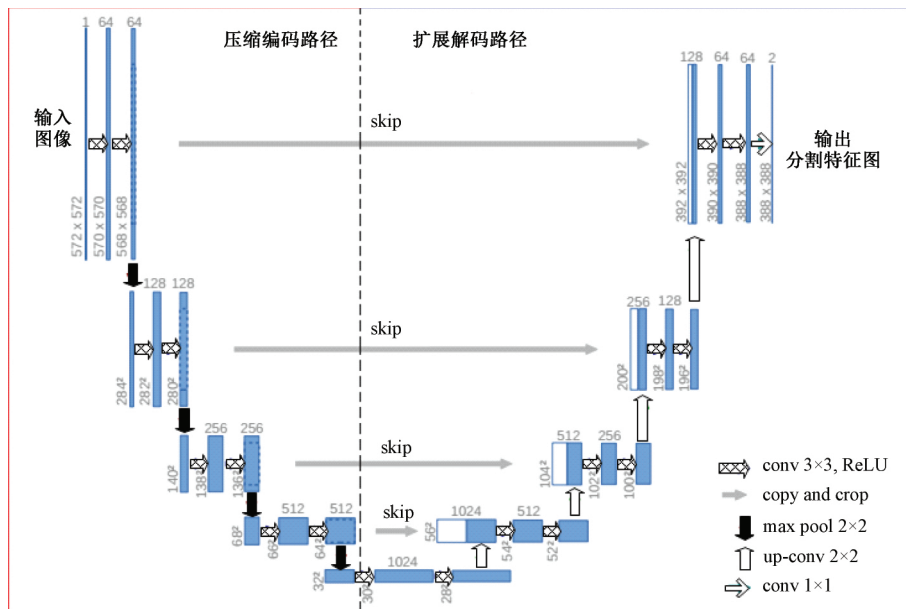 压缩编码路径
扩展解码路径
1 64 64
输入
图像
572 x 572
570 x 570
568 x 568
skip
128 64 64 2
输出
分割特征图
392 x 392
390 x 390
388 x 388
388 x 388
128 128
284²
282²
280²
skip
256 128
200²
198²
196²
256 256
140²
138²
136²
skip
512 256
104²
102²
100²
512 512
68²
66²
64²
skip
1024 512
56²
54²
52²
1024
32²
30²
28²
conv 3×3, ReLU
copy and crop
max pool 2×2
up-conv 2×2
conv 1×1